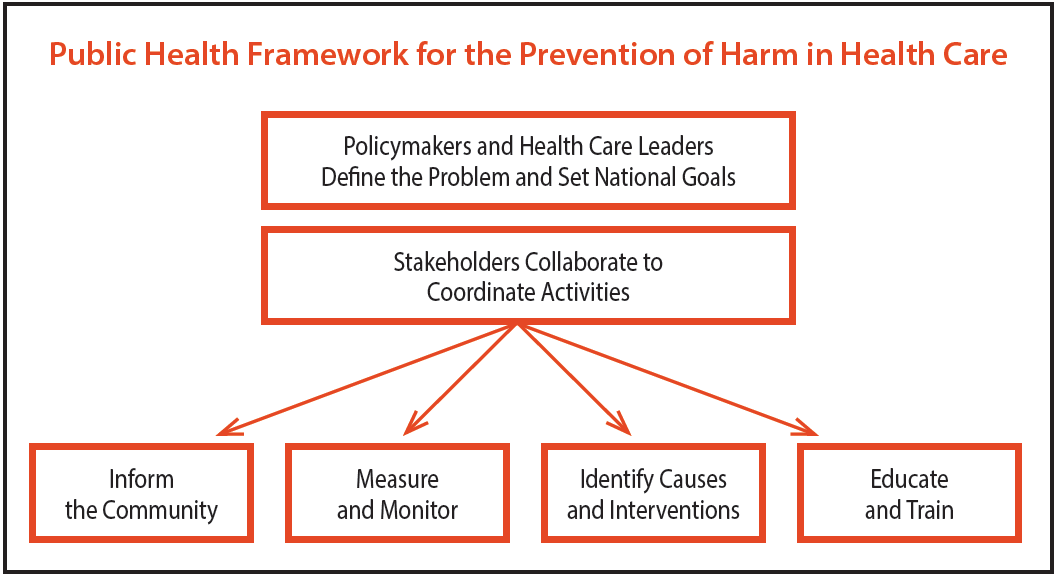 Public Health Framework for the Prevention of Harm in Health Care
Policymakers and Health Care Leaders
Define the Problem and Set National Goals
Stakeholders Collaborate to
Coordinate Activities
Inform
the Community
Measure
and Monitor
Identify Causes
and Interventions
Educate
and Train